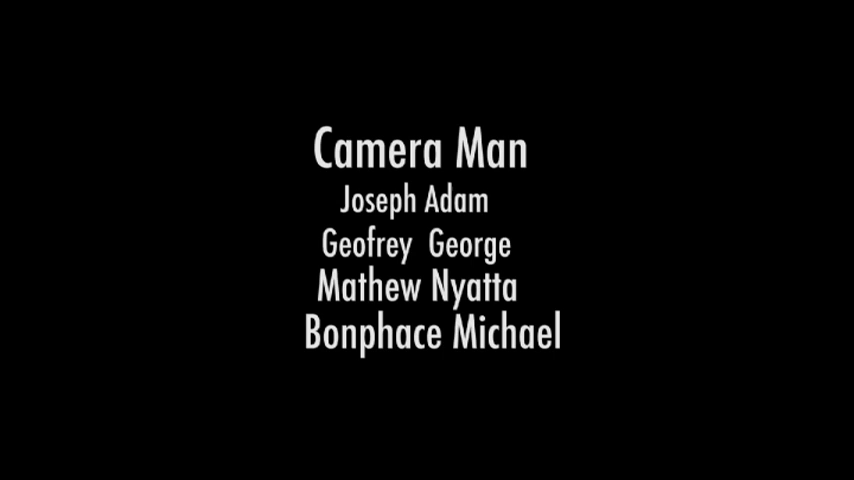 Camera Man
Joseph Adam
Geofrey George
Mathew Nyatta
Bonphace Michael